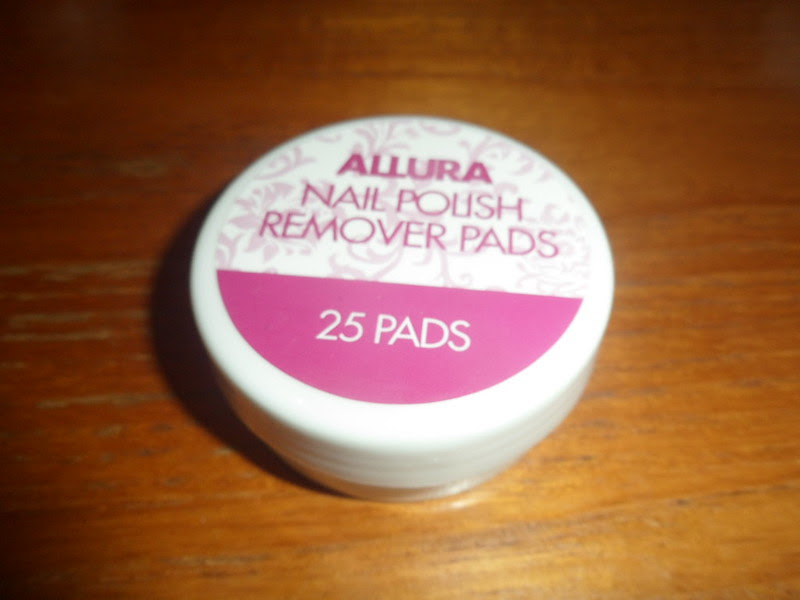 ALLURA
NAIL POLISH
REMOVER PADS
25 PADS